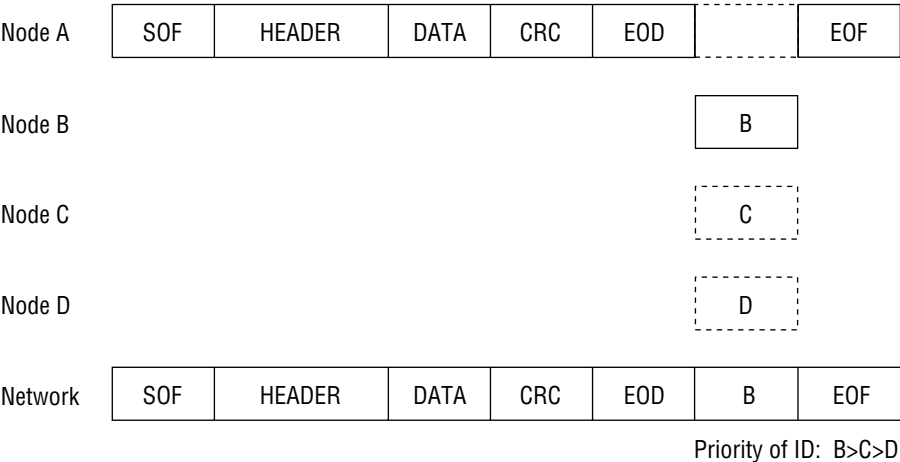 Node A SOF HEADER DATA CRC EOD EOF
Node B B
Node C C
Node D D
Network SOF HEADER DATA CRC EOD B EOF
Priority of ID: B>C>D